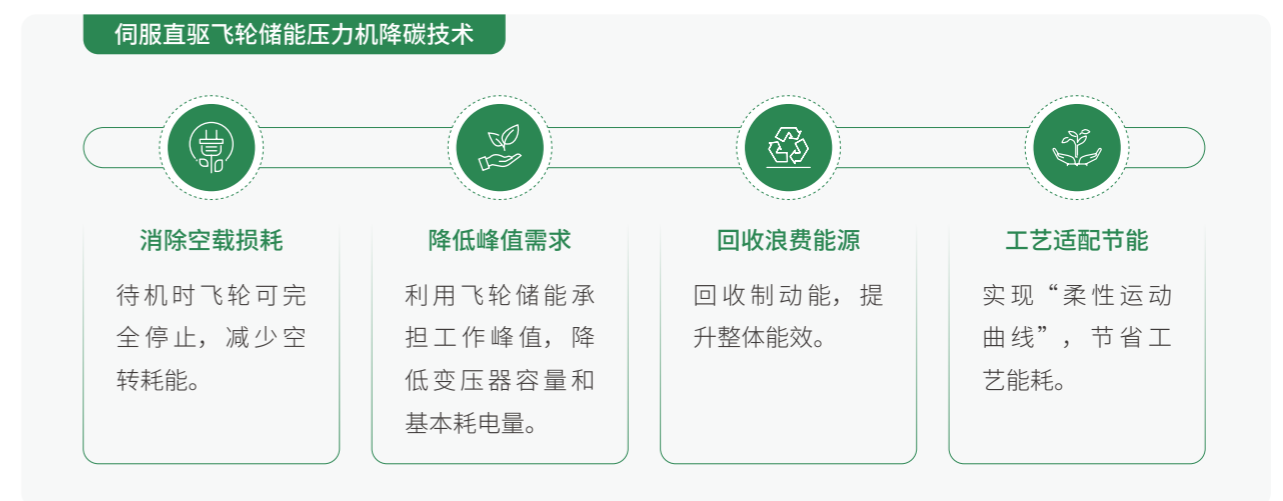 伺服直驱飞轮储能压力机降碳技术
消除空载损耗
待机时飞轮可完
全停止，减少空
转耗能。
降低峰值需求
利用飞轮储能承
担工作峰值，降
低变压器容量和
基本耗电量。
回收浪费能源
回收制动能，提
升整体能效。
工艺适配节能
实现“柔性运动
曲线”，节省工
艺能耗。